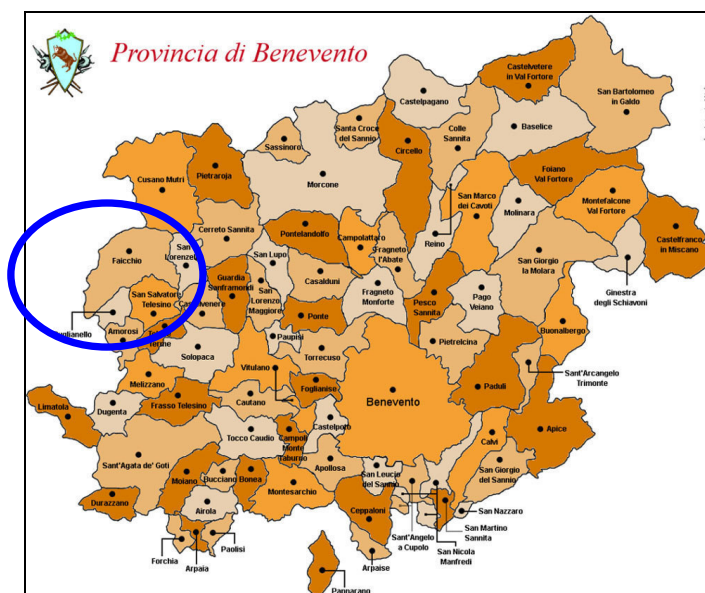 Provincia di Benevento
Castelvetere
in Val Fortore
San Bartolomeo
in Galdo
Castelpagano
Santa Croce
del Sannio
Colle
Sannita
Baselice
Sassinoro
Circello
Pietraroja
Cusano Mutri
Morcone
Foiano
Val Fortore
San Marco
dei Cavoti
Montefalcone
Val Fortore
Molinara
Cerreto Sannita
Pontelandolfo
Campolattaro
Reino
Castelfranco
in Miscano
Faicchio
San
San Lupo
Fragneto
l'Abate
San Giorgio
la Molara
Guardia
Sanframondi
Casalduni
Ginestra
degli Schiavoni
San Salvatore
Telesino
San
Lorenzo
Maggiore
Fragneto
Monforte
Pesco
Sannita
Pago
Veiano
Amorosi
Ponte
Buonalbergo
Solopaca
Paupisi
Torrecuso
Pietrelcina
Vitulano
Sant'Arcangelo
Trimonte
Melizzano
Foglianise
Paduli
Limatola
Dugenta
Frasso Telesino
Cautano
Benevento
Tocco Caudio
Campoli
Monte
Taburno
Castelpoto
Calvi
Apice
Sant'Agata de' Goti
Apollosa
San Leucio
del Sannio
San Giorgio
del Sannio
Moiano
Bucciano
Bonea
Montesarchio
Durazzano
Airola
Ceppaloni
San Nazzaro
San Martino
Sannita
Forchia
Arpaia
Paolisi
Sant'Angelo
a Cupolo
San Nicola
Manfredi
Arpaise
Pannarano